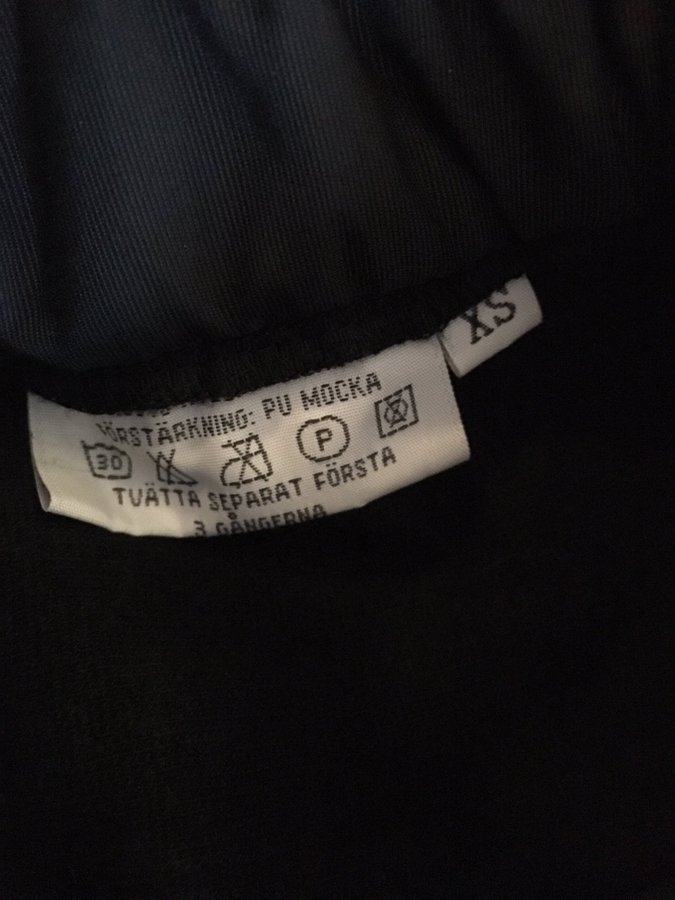 XS
FÖRSTÄRKNING: PU MOCKA
30 P
TVÄTTA SEPARAT FÖRSTA
3 GÅNGERNA